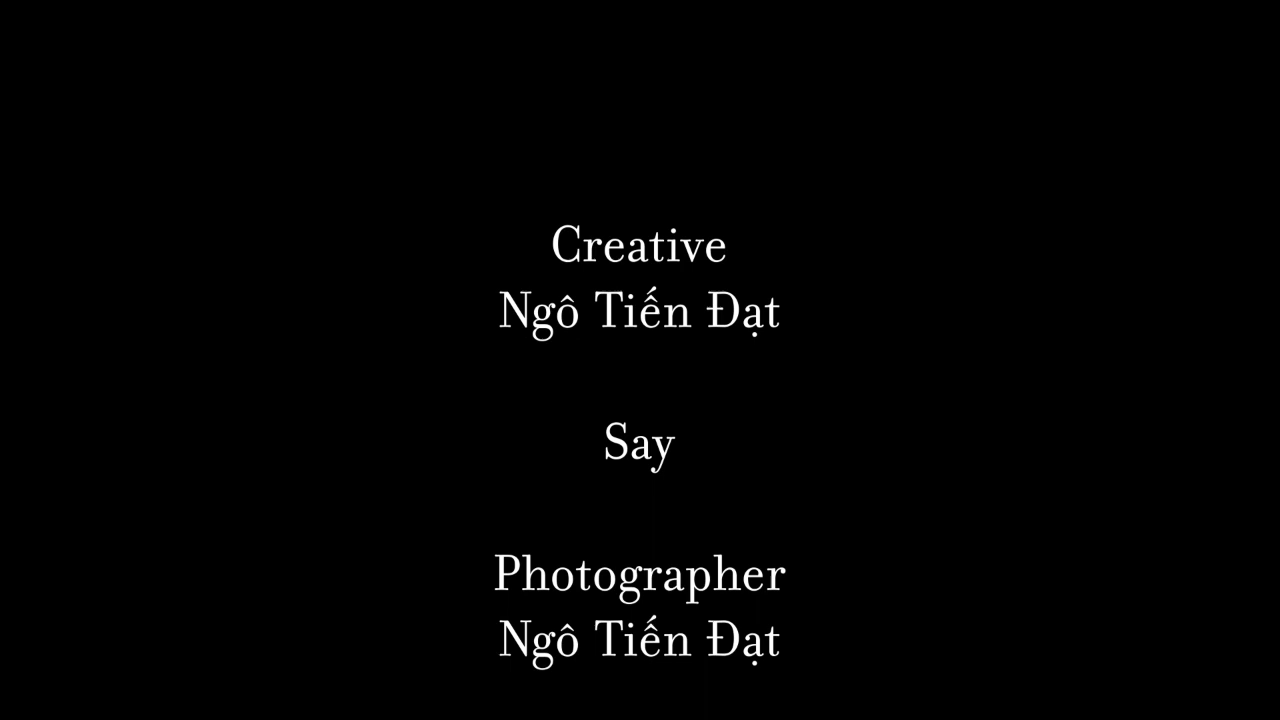 Creative
Ngô Tiến Đạt
Say
Photographer
Ngô Tiến Đạt